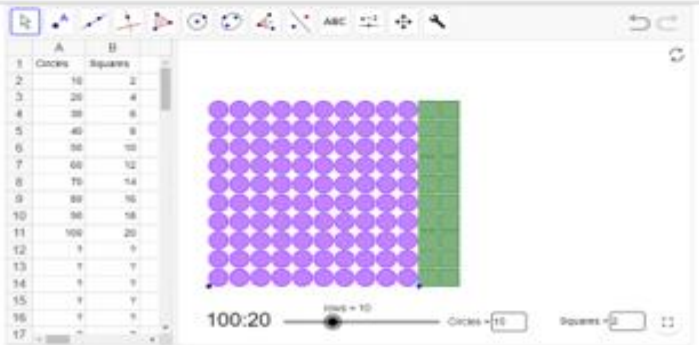 ABC
A B
1 Circles Squares
2 10 2
3 20 4
4 30 6
5 40 8
6 50 10
7 60 12
8 70 14
9 80 16
10 90 18
11 100 20
12 ? ?
13 ? ?
14 ? ?
15 ? ?
16 ? ?
17
rows = 10
100:20
Circles = 10
Squares = 2